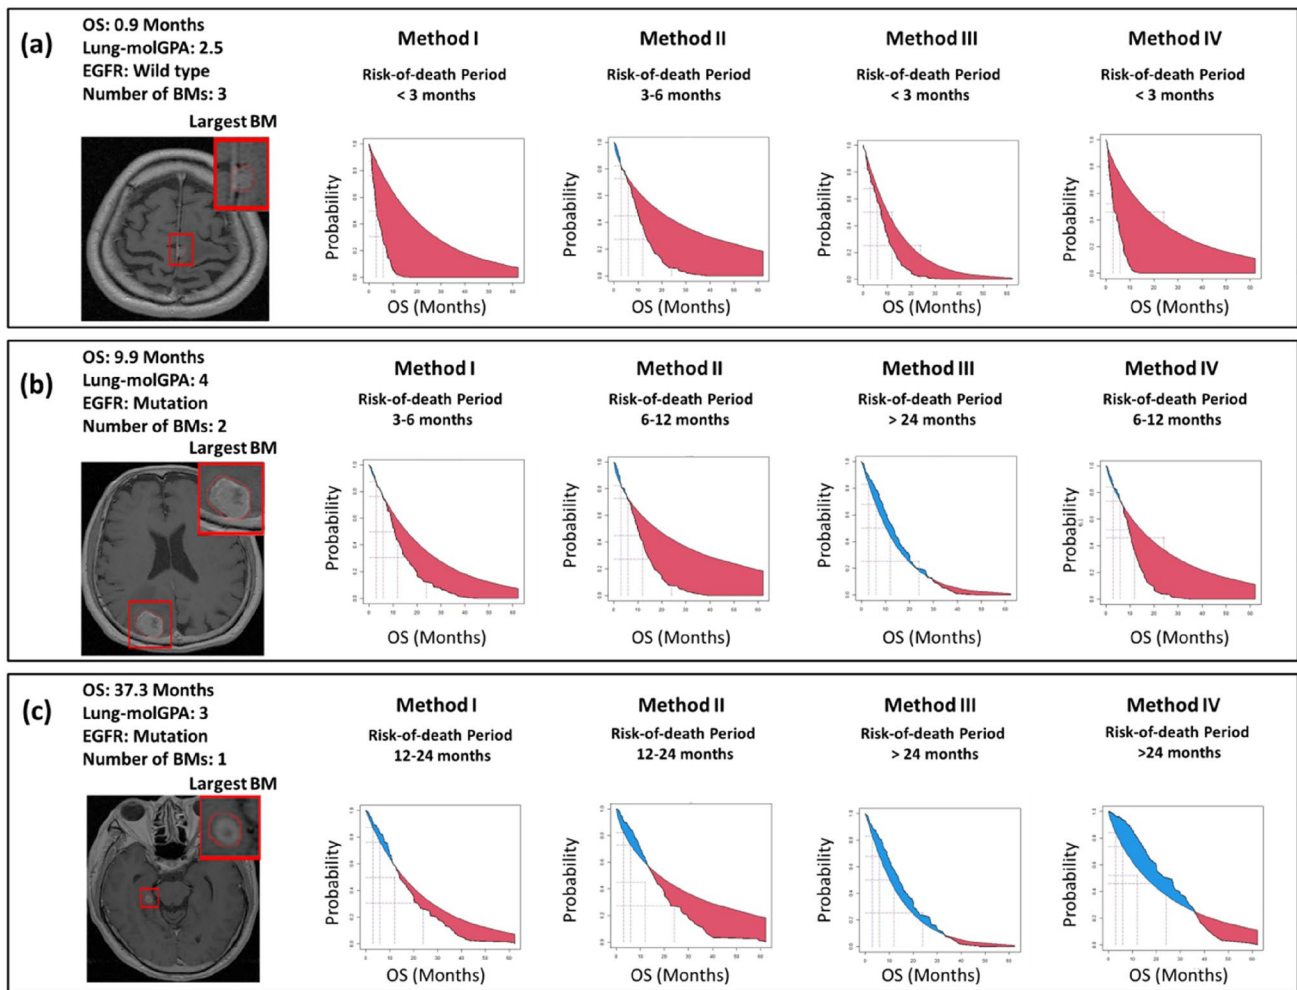 (a)
OS: 0.9 Months
Lung-molGPA: 2.5
EGFR: Wild type
Number of BMs: 3
Largest BM
Method I
Risk-of-death Period
< 3 months
Probability
OS (Months)
Method II
Risk-of-death Period
3-6 months
Probability
OS (Months)
Method III
Risk-of-death Period
< 3 months
Probability
OS (Months)
Method IV
Risk-of-death Period
< 3 months
Probability
OS (Months)
(b)
OS: 9.9 Months
Lung-molGPA: 4
EGFR: Mutation
Number of BMs: 2
Largest BM
Method I
Risk-of-death Period
3-6 months
Probability
OS (Months)
Method II
Risk-of-death Period
6-12 months
Probability
OS (Months)
Method III
Risk-of-death Period
> 24 months
Probability
OS (Months)
Method IV
Risk-of-death Period
6-12 months
Probability
OS (Months)
(c)
OS: 37.3 Months
Lung-molGPA: 3
EGFR: Mutation
Number of BMs: 1
Largest BM
Method I
Risk-of-death Period
12-24 months
Probability
OS (Months)
Method II
Risk-of-death Period
12-24 months
Probability
OS (Months)
Method III
Risk-of-death Period
> 24 months
Probability
OS (Months)
Method IV
Risk-of-death Period
>24 months
Probability
OS (Months)